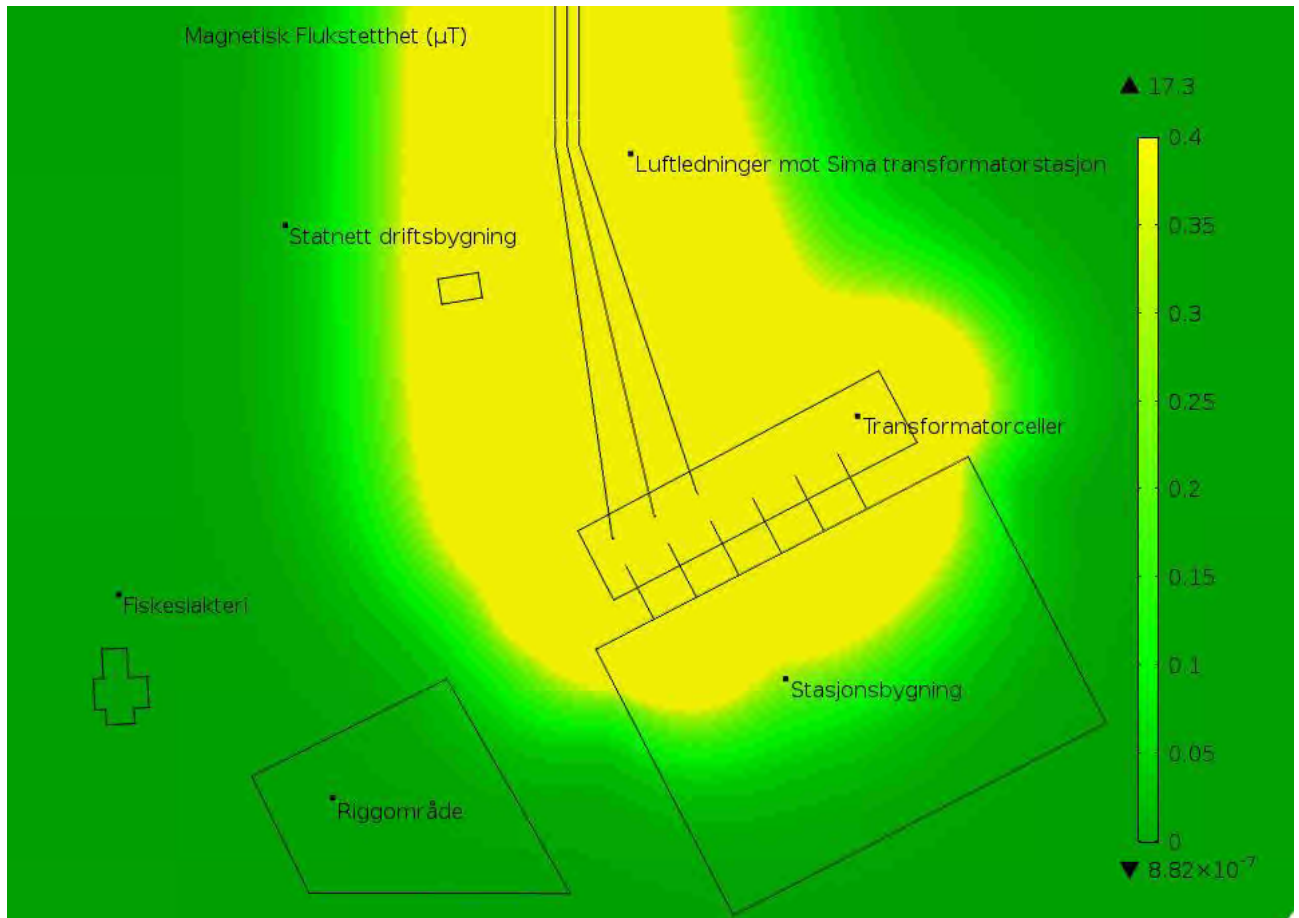 Magnetisk Flukstetthet (µT)
▲ 17.3
0.4
Luftledninger mot Sima transformatorstasjon
0.35
Statnett driftsbygning
0.3
0.25
Transformatorceller
0.2
0.15
Fiskeslakteri
0.1
Stasjonsbygning
0.05
Riggområde
0
▼ 8.82×10⁻⁷